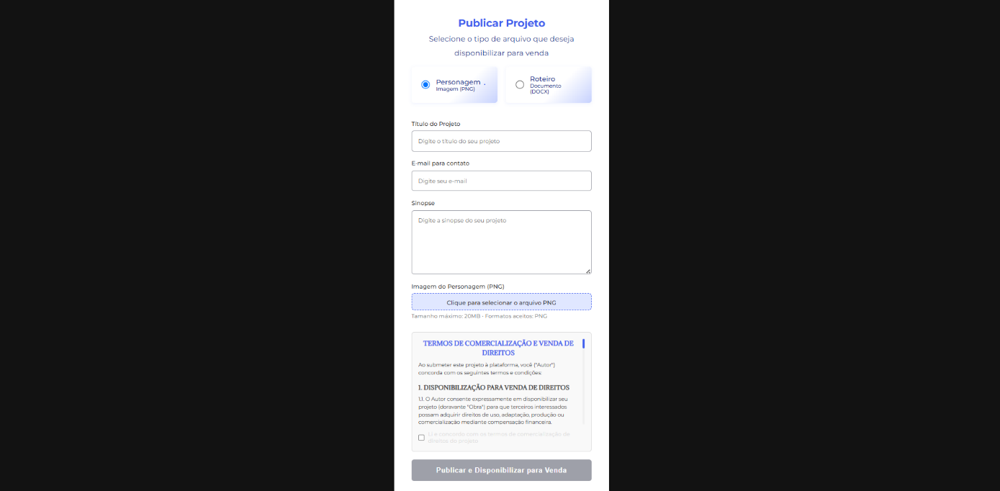 Publicar Projeto
Selecione o tipo de arquivo que deseja
disponibilizar para venda
Personagem
Imagem (PNG)
Roteiro
Documento
(DOCX)
Título do Projeto
Digite o título do seu projeto
E-mail para contato
Digite seu e-mail
Sinopse
Digite a sinopse do seu projeto
Imagem do Personagem (PNG)
Clique para selecionar o arquivo PNG
Tamanho máximo: 20MB - Formatos aceitos: PNG
TERMOS DE COMERCIALIZAÇÃO E VENDA DE
DIREITOS
Ao submeter este projeto à plataforma, você ("Autor")
concorda com os seguintes termos e condições:
1. DISPONIBILIZAÇÃO PARA VENDA DE DIREITOS
1.1. O Autor consente expressamente em disponibilizar seu
projeto (doravante "Obra") para que terceiros interessados
possam adquirir direitos de uso, adaptação, produção ou
comercialização mediante compensação financeira.
Li e concordo com os termos de comercialização de
direitos do projeto
Publicar e Disponibilizar para Venda